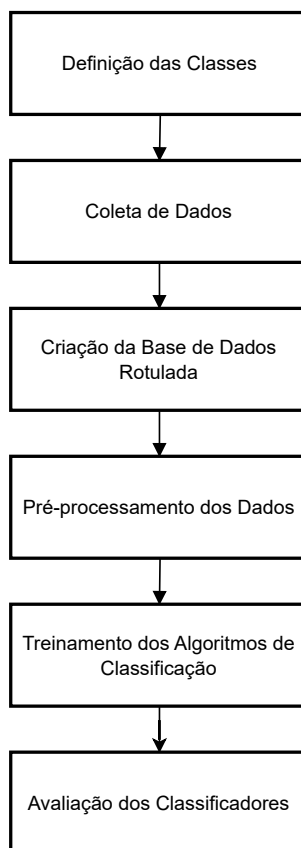 Definição das Classes
Coleta de Dados
Criação da Base de Dados
Rotulada
Pré-processamento dos Dados
Treinamento dos Algoritmos de
Classificação
Avaliação dos Classificadores